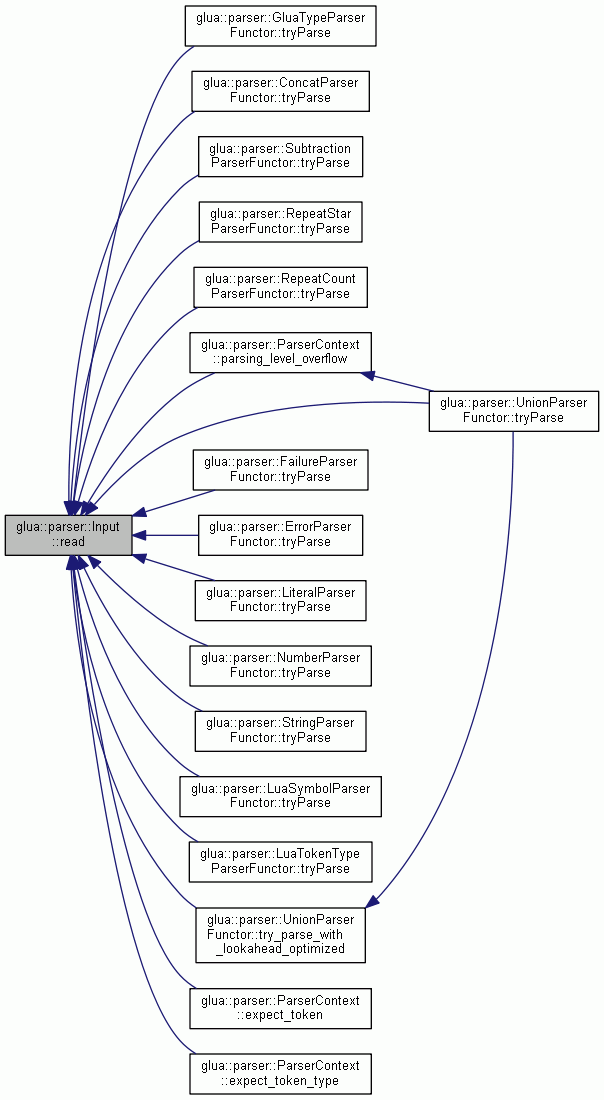 glua::parser::GluaTypeParser
Functor::tryParse
glua::parser::ConcatParser
Functor::tryParse
glua::parser::Subtraction
ParserFunctor::tryParse
glua::parser::RepeatStar
ParserFunctor::tryParse
glua::parser::RepeatCount
ParserFunctor::tryParse
glua::parser::ParserContext
::parsing_level_overflow
glua::parser::UnionParser
Functor::tryParse
glua::parser::FailureParser
Functor::tryParse
glua::parser::Input
::read
glua::parser::ErrorParser
Functor::tryParse
glua::parser::LiteralParser
Functor::tryParse
glua::parser::NumberParser
Functor::tryParse
glua::parser::StringParser
Functor::tryParse
glua::parser::LuaSymbolParser
Functor::tryParse
glua::parser::LuaTokenType
ParserFunctor::tryParse
glua::parser::UnionParser
Functor::try_parse_with
_lookahead_optimized
glua::parser::ParserContext
::expect_token
glua::parser::ParserContext
::expect_token_type